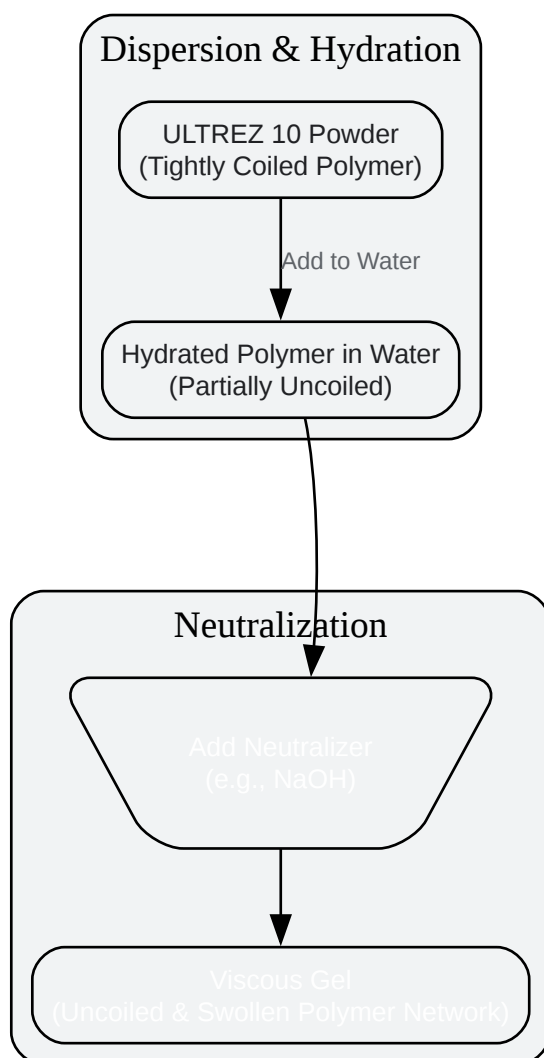 Dispersion & Hydration
ULTREZ 10 Powder
(Tightly Coiled Polymer)
Add to Water
Hydrated Polymer in Water
(Partially Uncoiled)
Neutralization
Add Neutralizer
(e.g., NaOH)
Viscous Gel
(Uncoiled & Swollen Polymer Network)